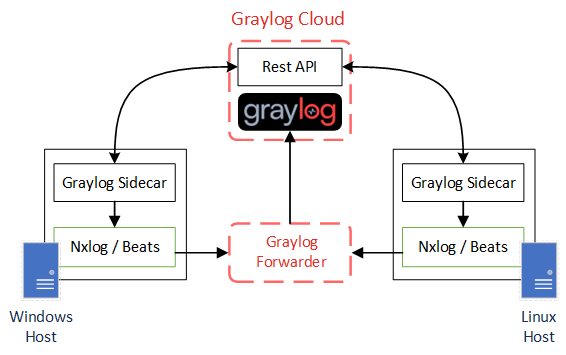 Graylog Cloud
Rest API
graylog
Graylog Sidecar
Nxlog / Beats
Windows
Host
Graylog
Forwarder
Graylog Sidecar
Nxlog / Beats
Linux
Host